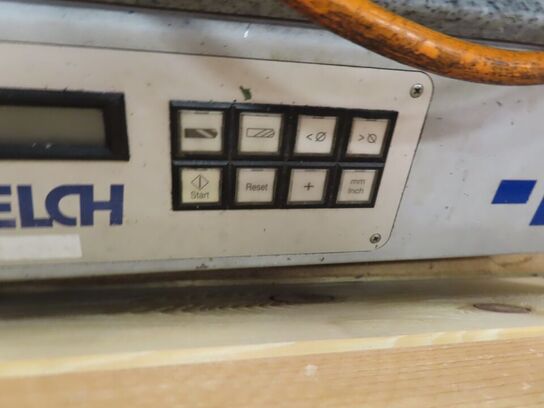 < Ø > Ø
ELCH
Start Reset + mm
Inch